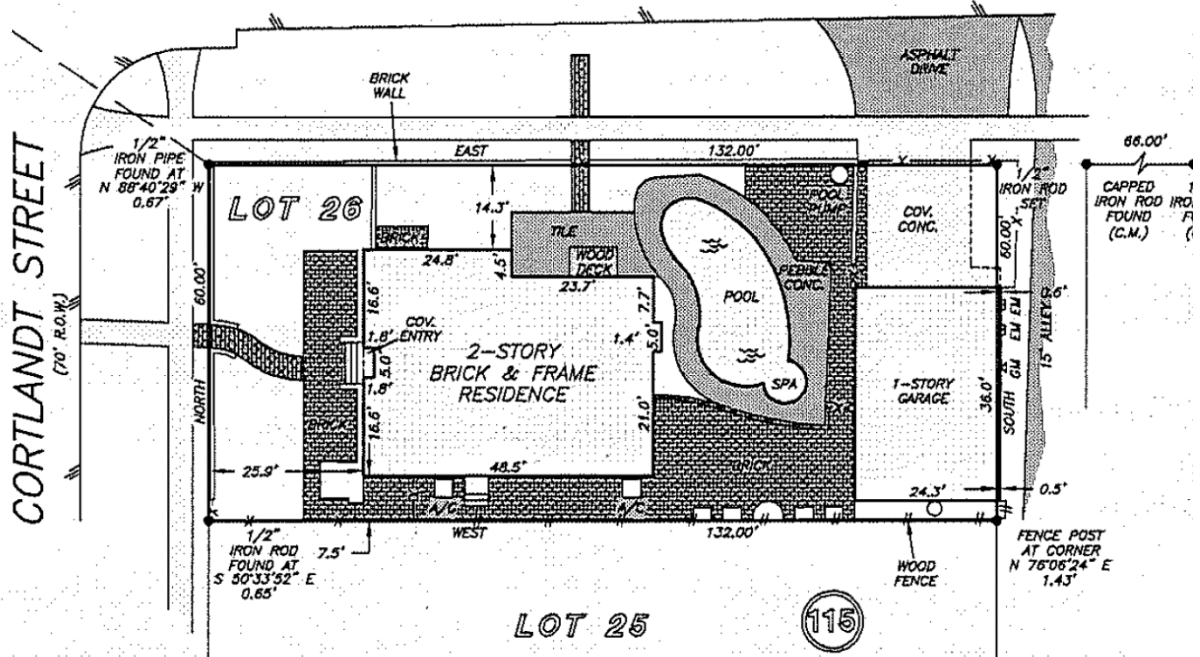 ASPHALT
DRIVE
BRICK
WALL
1/2"
IRON PIPE
FOUND AT
N 88°40'29" W
0.67'
EAST
132.00'
66.00'
CAPPED
IRON ROD
FOUND
(C.M.)
1/2"
IRON ROD
SET
LOT 26
14.3'
POOL
PUMP
COV.
CONC.
60.00'
X
BRICK
TILE
WOOD
DECK
24.8'
4.5'
23.7'
PEBBLE
CONC.
POOL
CORTLANDT STREET
(70' R.O.W.)
NORTH 60.00'
16.6'
1.8'
COV.
ENTRY
5.0'
1.8'
16.6'
2-STORY
BRICK & FRAME
RESIDENCE
7.7'
1.4'
5.0'
21.0'
SPA
1-STORY
GARAGE
36.0'
0.6'
SOUTH GM EM EM
15' ALLEY
BRICK
25.9'
48.5'
BRICK
24.3'
0.5'
A/C
A/C
WEST
132.00'
1/2"
IRON ROD
FOUND AT
S 50°33'52" E
0.65'
7.5'
WOOD
FENCE
FENCE POST
AT CORNER
N 76°06'24" E
1.43'
LOT 25
115